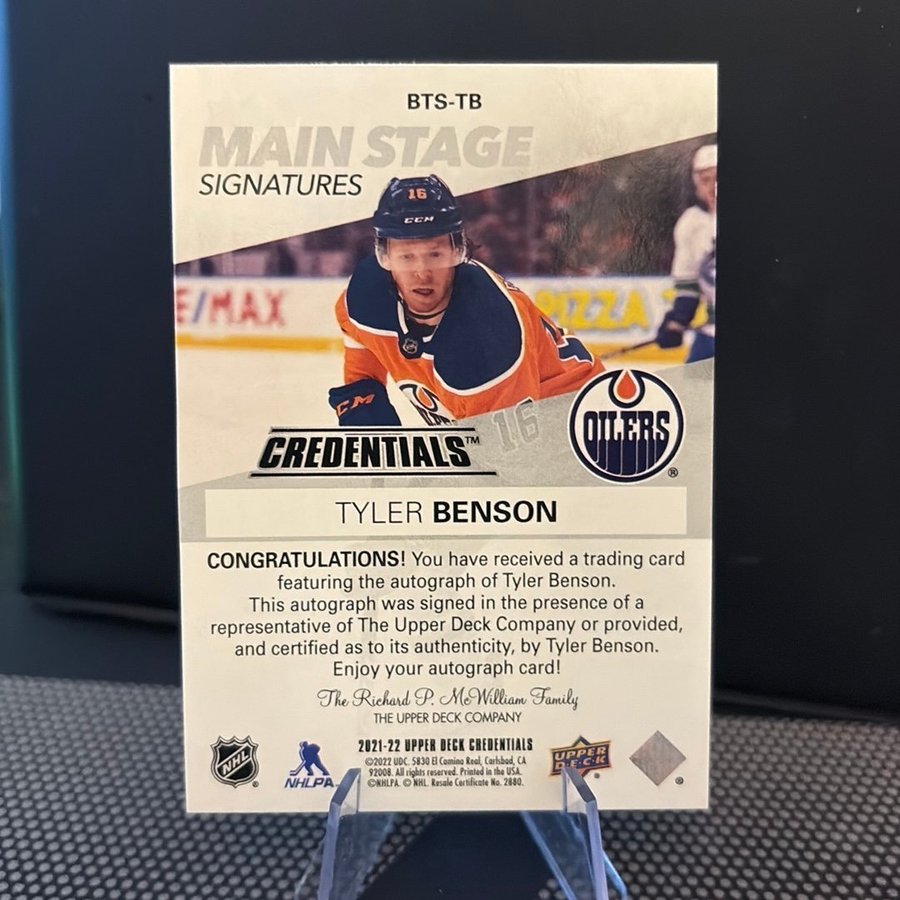 BTS-TB
MAIN STAGE
SIGNATURES
16
CCM
E/MAX
PIZZA
CCM
16
OILERS
®
CREDENTIALS™
TYLER BENSON
CONGRATULATIONS! You have received a trading card
featuring the autograph of Tyler Benson.
This autograph was signed in the presence of a
representative of The Upper Deck Company or provided,
and certified as to its authenticity, by Tyler Benson.
Enjoy your autograph card!
The Richard P. McWilliam Family
THE UPPER DECK COMPANY
NHL
®
NHLPA
2021-22 UPPER DECK CREDENTIALS
©2022 UDC. 5830 El Camino Real, Carlsbad, CA
92008. All rights reserved. Printed in the USA.
©NHLPA. © NHL. Resale Certificate No. 2880.
UPPER
DECK
®
®